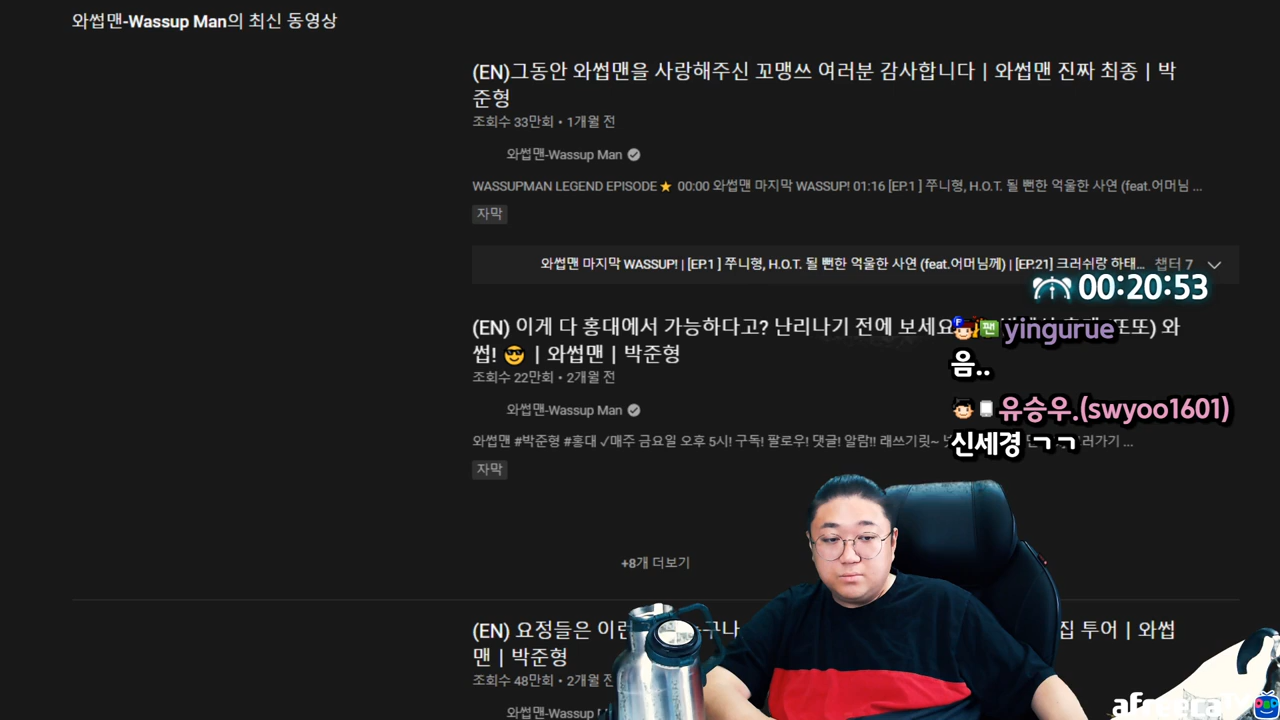 와썹맨-Wassup Man의 최신 동영상
(EN)그동안 와썹맨을 사랑해주신 꼬맹쓰 여러분 감사합니다 | 와썹맨 진짜 최종 | 박
준형
조회수 33만회 • 1개월 전
와썹맨-Wassup Man
WASSUPMAN LEGEND EPISODE⭐ 00:00 와썹맨 마지막 WASSUP! 01:16 [EP.1 ] 쭈니형, H.O.T. 될 뻔한 억울한 사연 (feat.어머님 ...
자막
와썹맨 마지막 WASSUP! | [EP.1 ] 쭈니형, H.O.T. 될 뻔한 억울한 사연 (feat.어머님께) | [EP.21] 크러쉬랑 하태... 챕터 7
00:20:53
(EN) 이게 다 홍대에서 가능하다고? 난리나기 전에 보세요 와
썹! 😎 | 와썹맨 | 박준형
조회수 22만회 • 2개월 전
F 팬 yingurue
음..
와썹맨-Wassup Man
유승우.(swyoo1601)
신세경 ㄱㄱ
와썹맨 #박준형 #홍대 ✓매주 금요일 오후 5시! 구독! 팔로우! 댓글! 알람!! 래쓰기릿~
자막
+8개 더보기
(EN) 요정들은 투어 | 와썹
맨 | 박준형
조회수 48만회 • 2개월 전
와썹맨-Wassup
afreecaTV